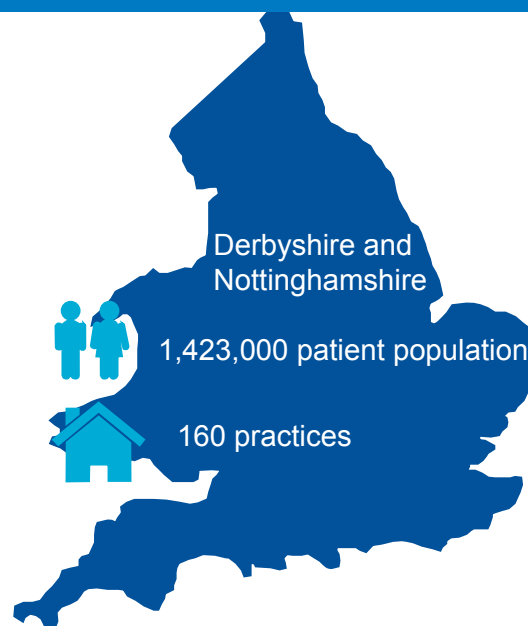 Derbyshire and
Nottinghamshire
1,423,000 patient population
160 practices